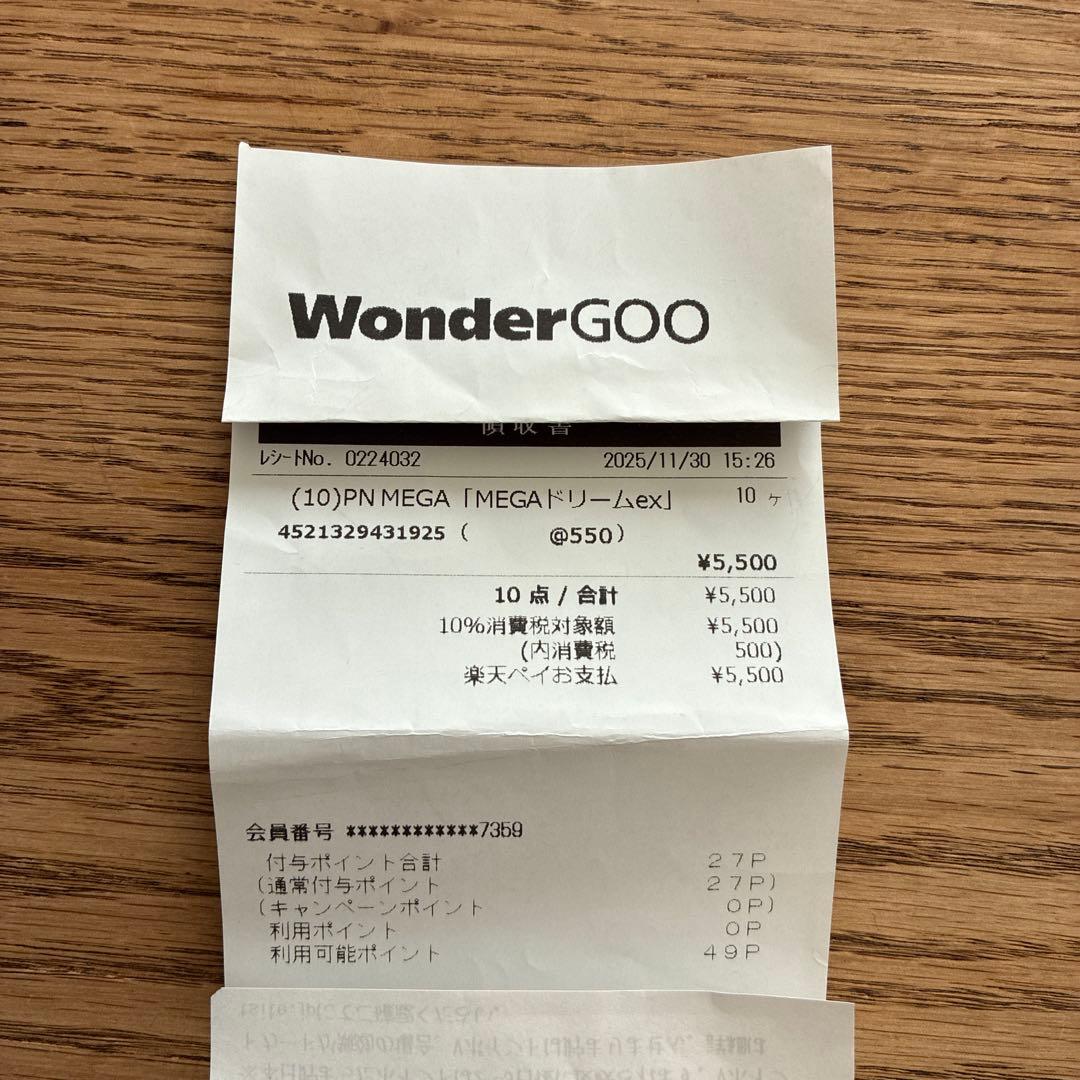 WonderGOO
領収書
ﾚｼｰﾄNo. 0224032 2025/11/30 15:26
(10)PN MEGA「MEGAドリームex」 10 ヶ
4521329431925 ( @550)
¥5,500
10 点 / 合計 ¥5,500
10%消費税対象額 ¥5,500
(内消費税 500)
楽天ペイお支払 ¥5,500
会員番号 ************7359
付与ポイント合計 27P
(通常付与ポイント 27P)
(キャンペーンポイント 0P)
利用ポイント 0P
利用可能ポイント 49P